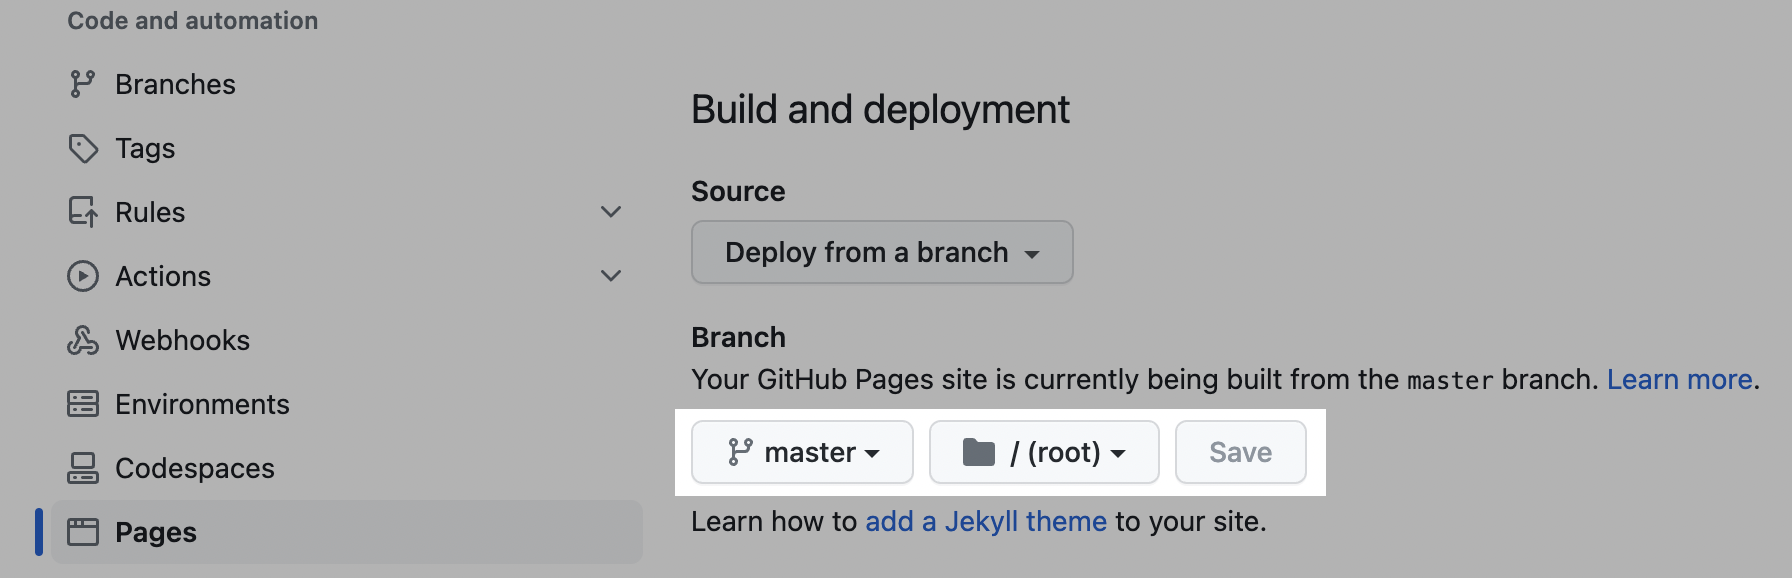 Code and automation
Branches
Tags
Rules
Actions
Webhooks
Environments
Codespaces
Pages
Build and deployment
Source
Deploy from a branch
Branch
Your GitHub Pages site is currently being built from the master branch. Learn more.
master
/ (root)
Save
Learn how to add a Jekyll theme to your site.